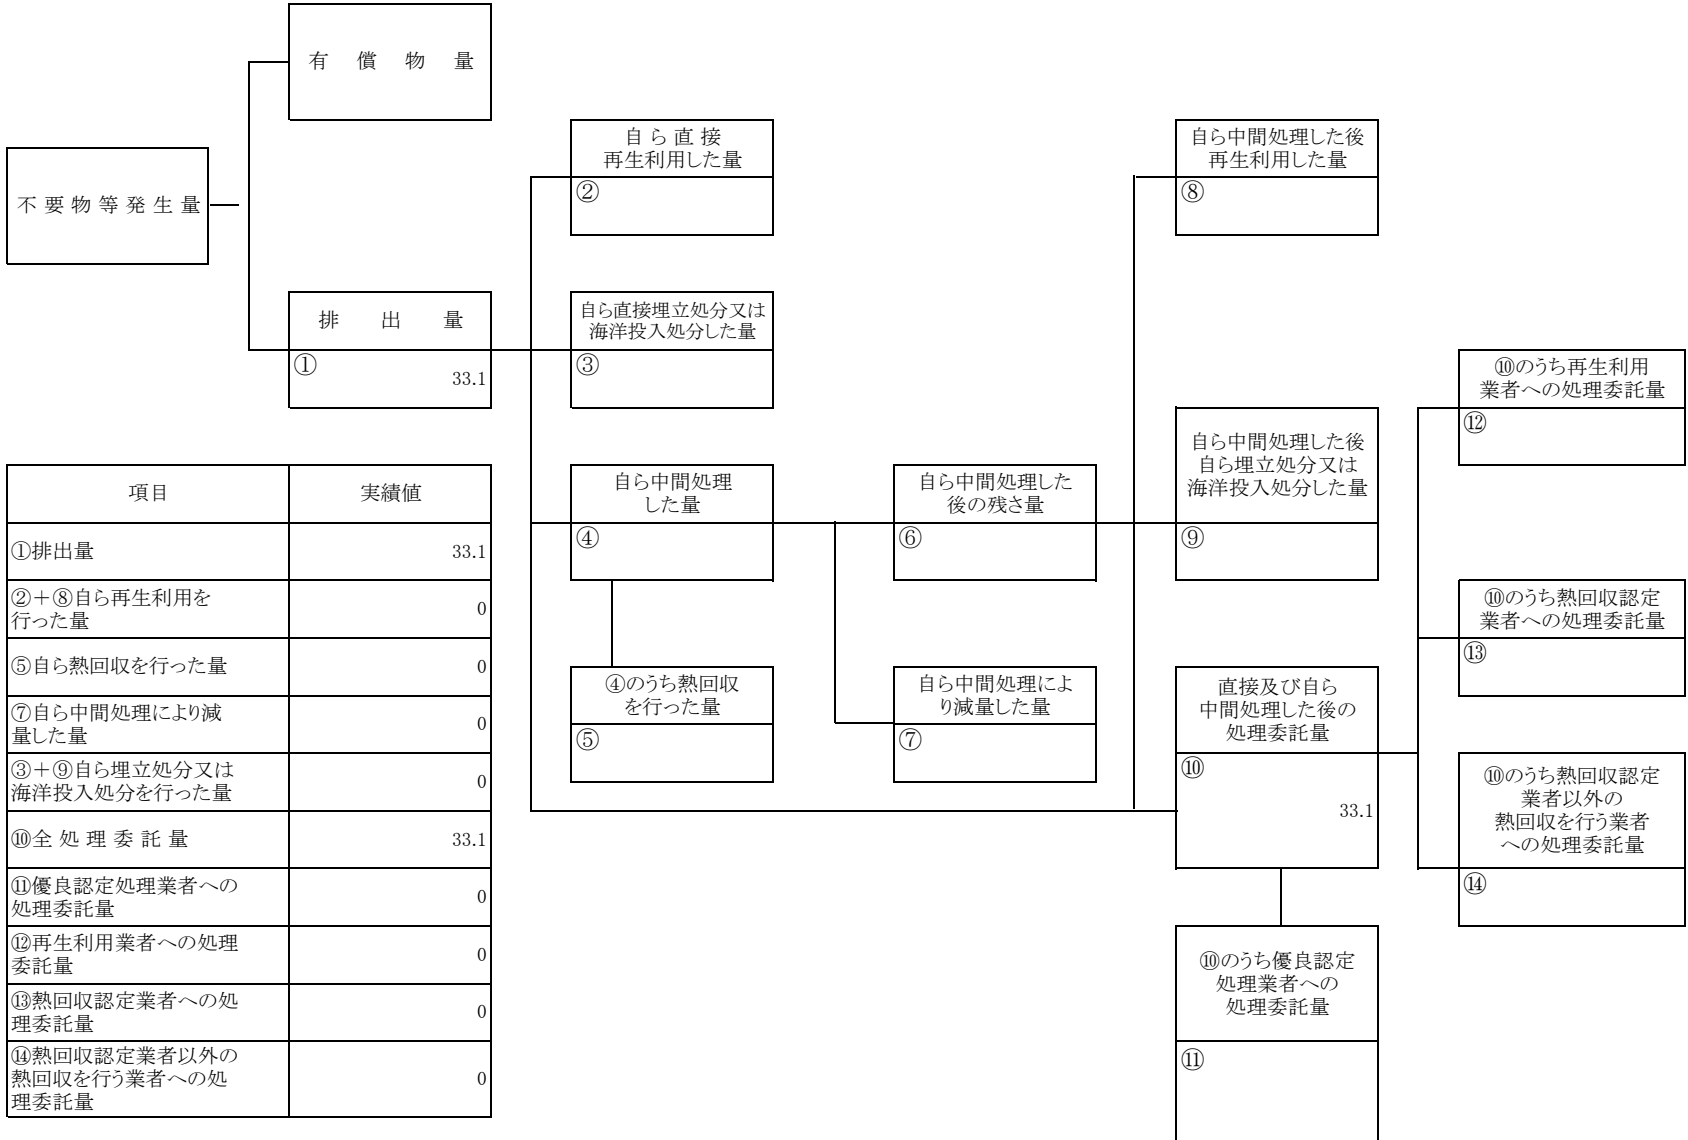 有償物量
不要物等発生量
排出量
①
33.1
自ら直接
再生利用した量
②
自ら直接埋立処分又は
海洋投入処分した量
③
自ら中間処理
した量
④
④のうち熱回収
を行った量
⑤
自ら中間処理した
後の残さ量
⑥
自ら中間処理によ
り減量した量
⑦
自ら中間処理した後
再生利用した量
⑧
自ら中間処理した後
自ら埋立処分又は
海洋投入処分した量
⑨
直接及び自ら
中間処理した後の
処理委託量
⑩
33.1
⑩のうち優良認定
処理業者への
処理委託量
⑪
⑩のうち再生利用
業者への処理委託量
⑫
⑩のうち熱回収認定
業者への処理委託量
⑬
⑩のうち熱回収認定
業者以外の
熱回収を行う業者
への処理委託量
⑭
項目 実績値
①排出量 33.1
②＋⑧自ら再生利用を
行った量 0
⑤自ら熱回収を行った量 0
⑦自ら中間処理により減
量した量 0
③＋⑨自ら埋立処分又は
海洋投入処分を行った量 0
⑩全処理委託量 33.1
⑪優良認定処理業者への
処理委託量 0
⑫再生利用業者への処理
委託量 0
⑬熱回収認定業者への処
理委託量 0
⑭熱回収認定業者以外の
熱回収を行う業者への処
理委託量 0